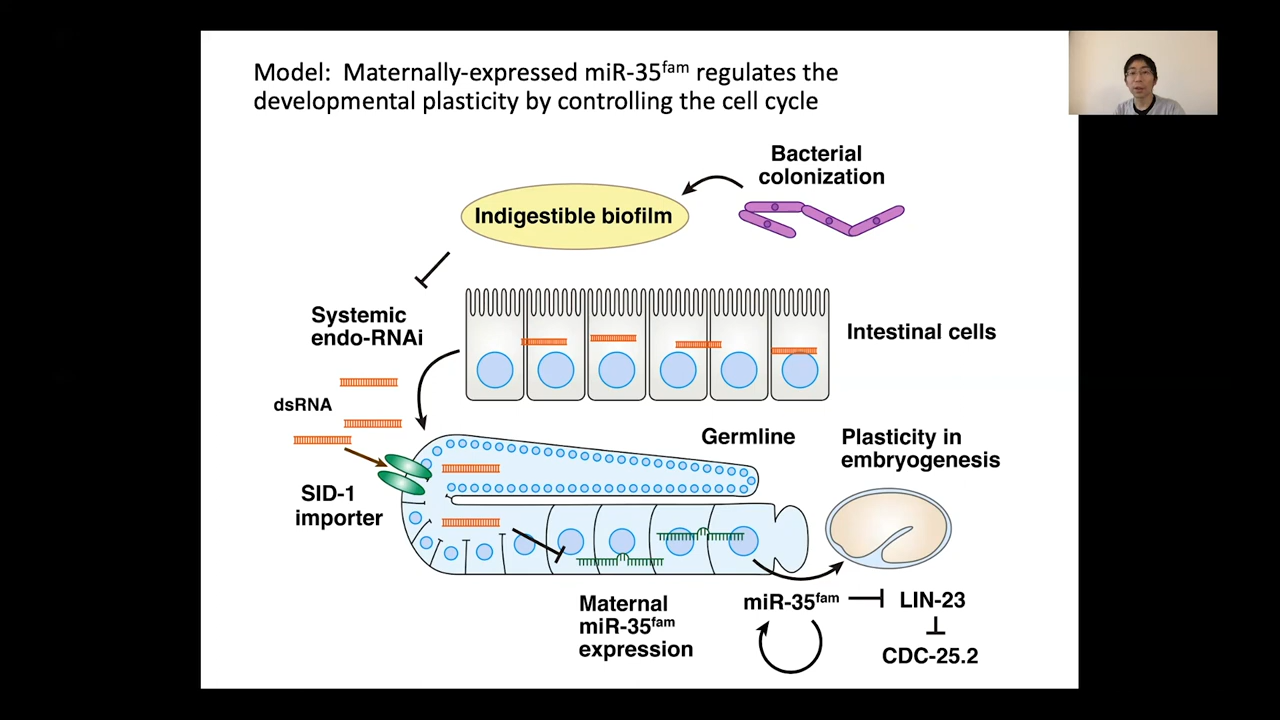 Model:  Maternally-expressed miR-35fam regulates the
developmental plasticity by controlling the cell cycle
Bacterial
colonization
Indigestible biofilm
Systemic
endo-RNAi
Intestinal cells
dsRNA
Germline
Plasticity in
embryogenesis
SID-1
importer
Maternal
miR-35fam
expression
miR-35fam
LIN-23
CDC-25.2